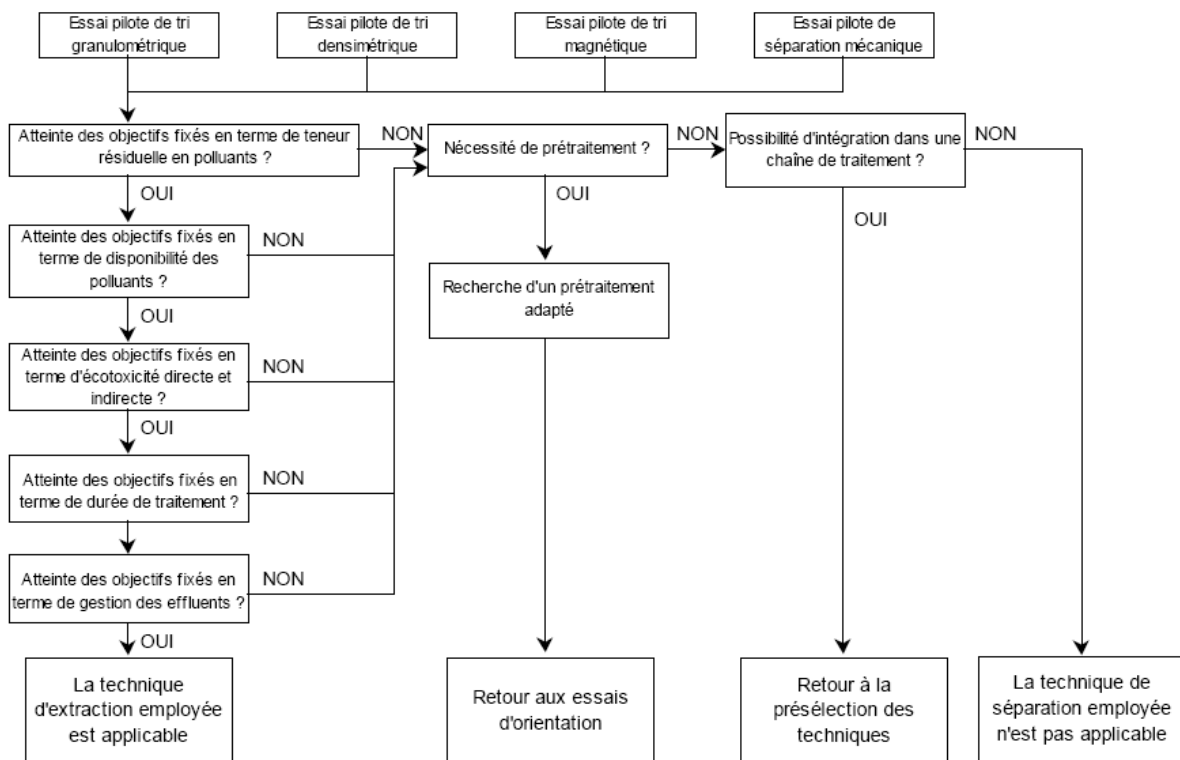 Essai pilote de tri
granulométrique
Essai pilote de tri
densimétrique
Essai pilote de tri
magnétique
Essai pilote de
séparation mécanique
Atteinte des objectifs fixés en terme de teneur
résiduelle en polluants ?
NON
Nécessité de prétraitement ?
NON
Possibilité d'intégration dans une
chaîne de traitement ?
NON
OUI
OUI
OUI
Atteinte des objectifs fixés en
terme de disponibilité des
polluants ?
NON
Recherche d'un prétraitement
adapté
OUI
Atteinte des objectifs fixés en
terme d'écotoxicité directe et
indirecte ?
NON
OUI
Atteinte des objectifs fixés en
terme de durée de traitement ?
NON
Atteinte des objectifs fixés en
terme de gestion des effluents ?
NON
OUI
La technique
d'extraction employée
est applicable
Retour aux essais
d'orientation
Retour à la
présélection des
techniques
La technique de
séparation employée
n'est pas applicable